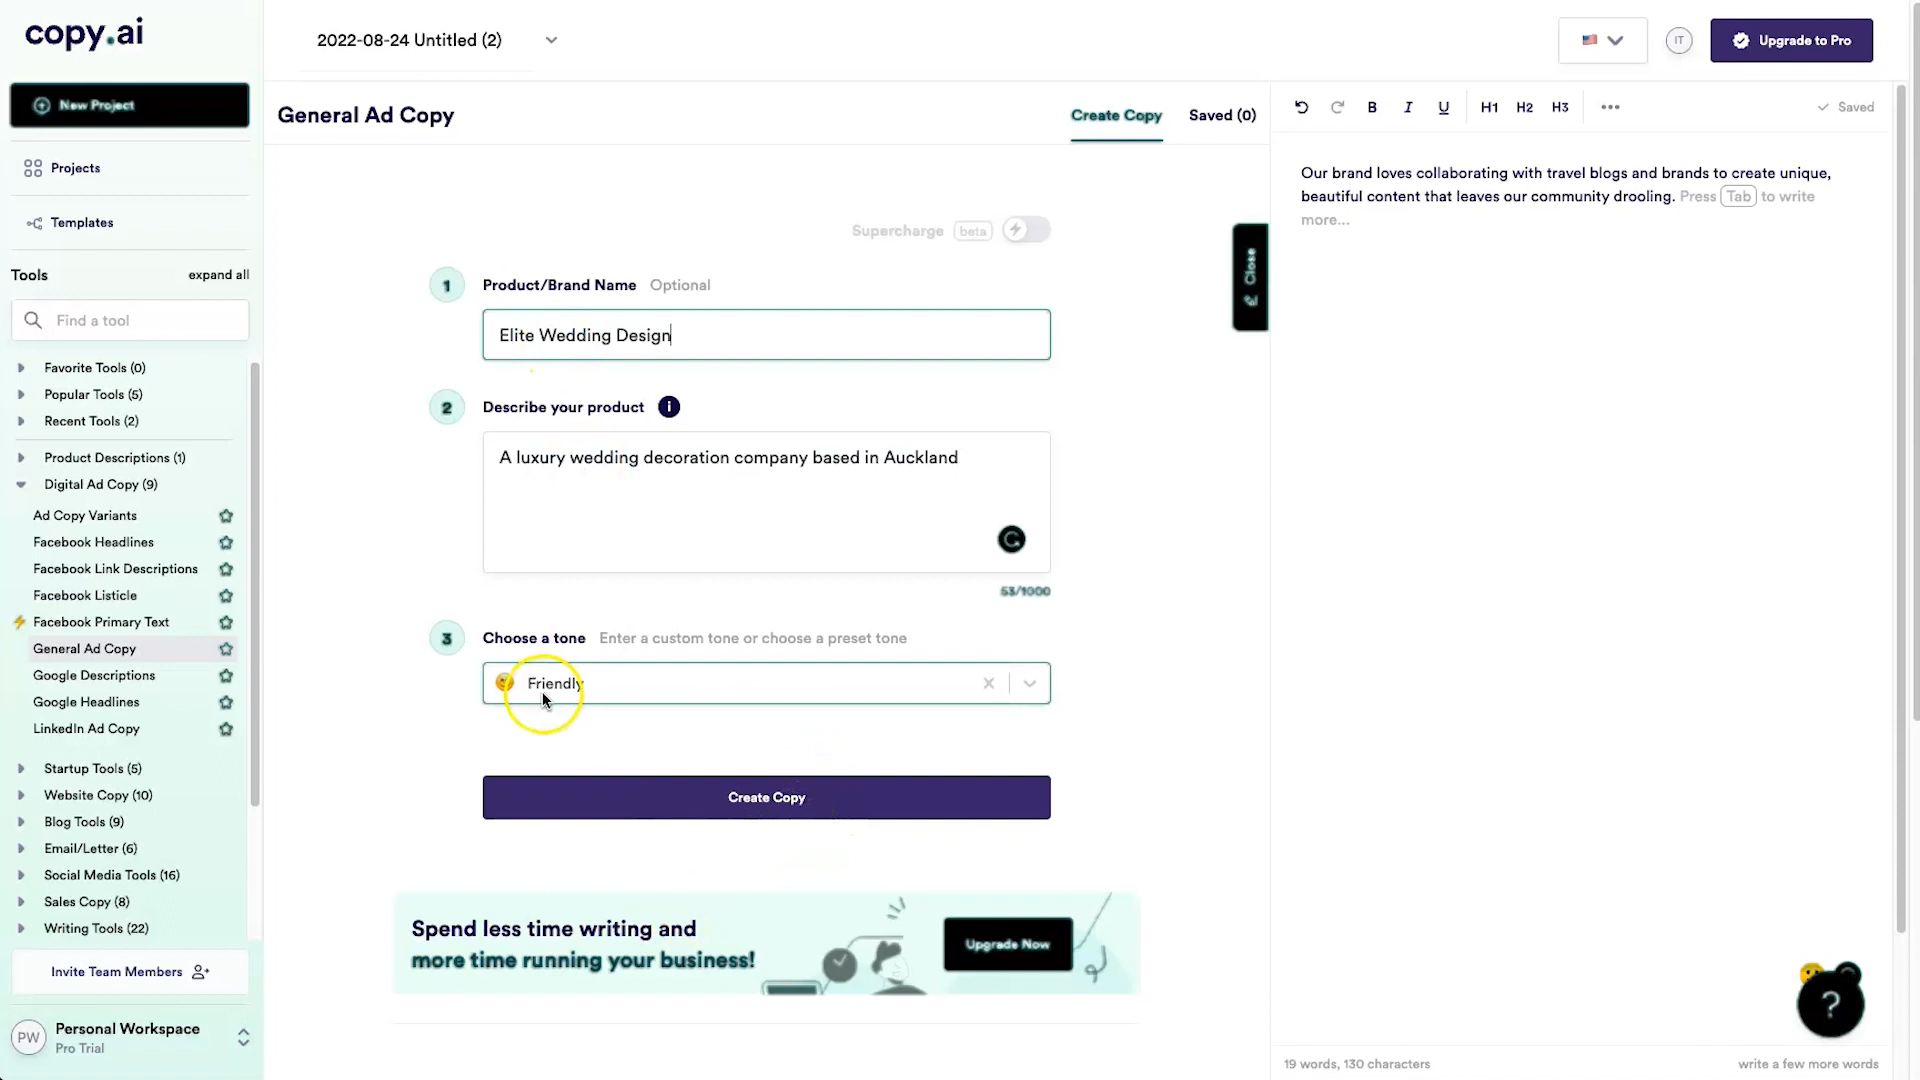 copy.ai
2022-08-24 Untitled (2)
IT
Upgrade to Pro
New Project
Projects
Templates
Tools
expand all
Find a tool
Favorite Tools (0)
Popular Tools (5)
Recent Tools (2)
Product Descriptions (1)
Digital Ad Copy (9)
Ad Copy Variants
Facebook Headlines
Facebook Link Descriptions
Facebook Listicle
Facebook Primary Text
General Ad Copy
Google Descriptions
Google Headlines
LinkedIn Ad Copy
Startup Tools (5)
Website Copy (10)
Blog Tools (9)
Email/Letter (6)
Social Media Tools (16)
Sales Copy (8)
Writing Tools (22)
Invite Team Members
PW
Personal Workspace
Pro Trial
General Ad Copy
Create Copy
Saved (0)
Supercharge beta
Close
1 Product/Brand Name Optional
Elite Wedding Design
2 Describe your product i
A luxury wedding decoration company based in Auckland
53/1000
3 Choose a tone Enter a custom tone or choose a preset tone
Friendly
Create Copy
Spend less time writing and
more time running your business!
Upgrade Now
B I U H1 H2 H3
Saved
Our brand loves collaborating with travel blogs and brands to create unique,
beautiful content that leaves our community drooling. Press Tab to write
more...
?
19 words, 130 characters
write a few more words